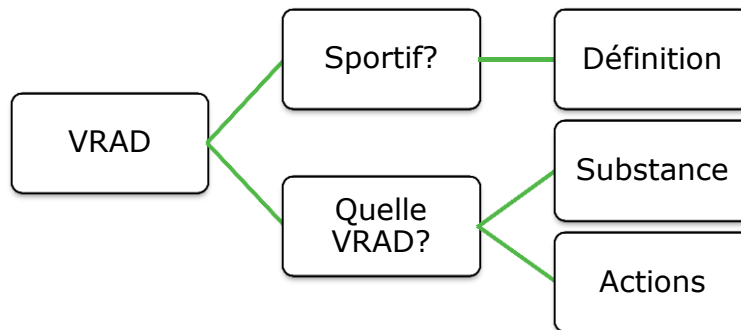 VRAD
Sportif?
Définition
Quelle
VRAD?
Substance
Actions